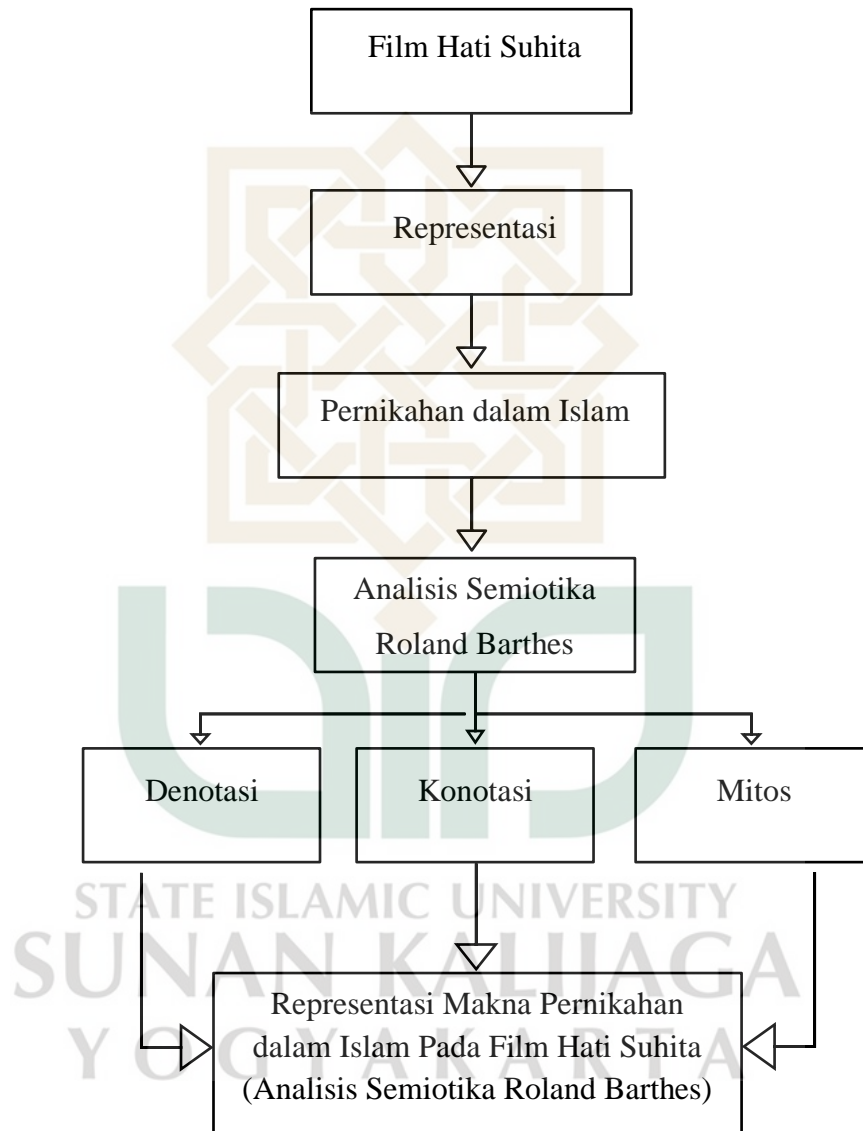 Film Hati Suhita
Representasi
Pernikahan dalam Islam
Analisis Semiotika
Roland Barthes
Denotasi
Konotasi
Mitos
STATE ISLAMIC UNIVERSITY
SUNAN KALIJAGA
YOGYAKARTA
Representasi Makna Pernikahan
dalam Islam Pada Film Hati Suhita
(Analisis Semiotika Roland Barthes)